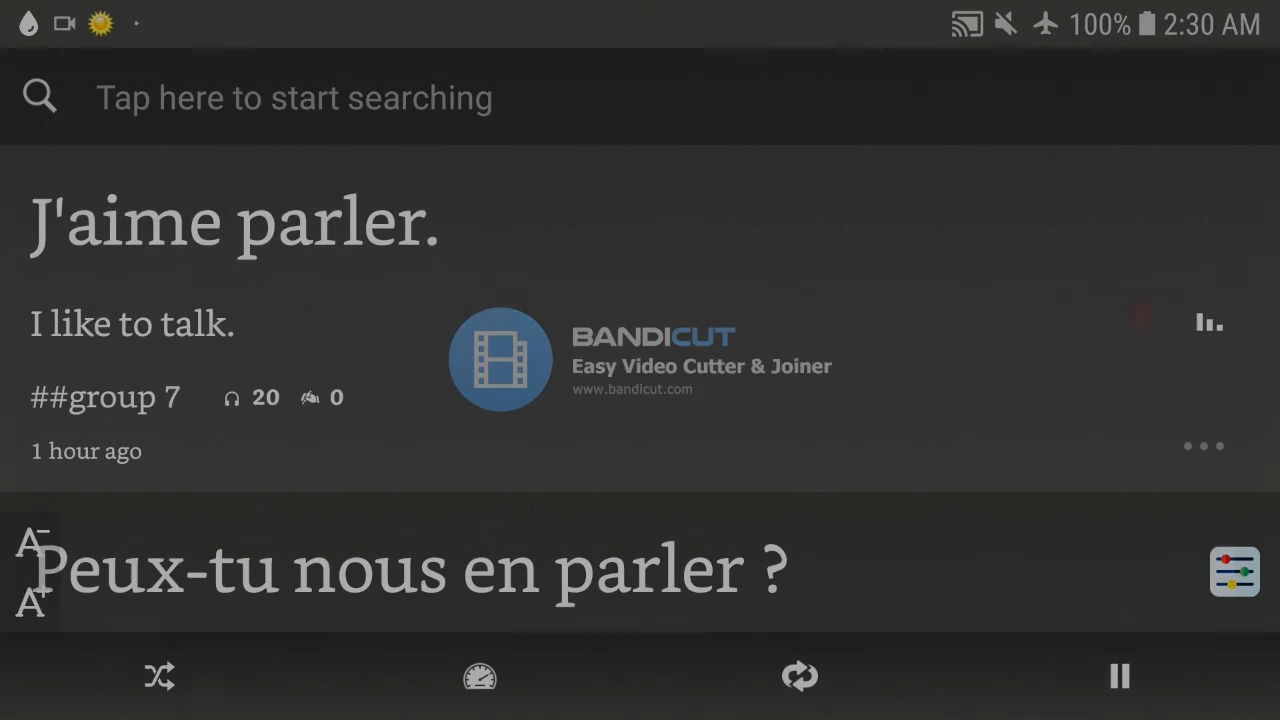 100% 2:30 AM
Tap here to start searching
J'aime parler.
I like to talk.
BANDICUT
Easy Video Cutter & Joiner
www.bandicut.com
##group 7 20 0
1 hour ago
A-
Peux-tu nous en parler ?
A+